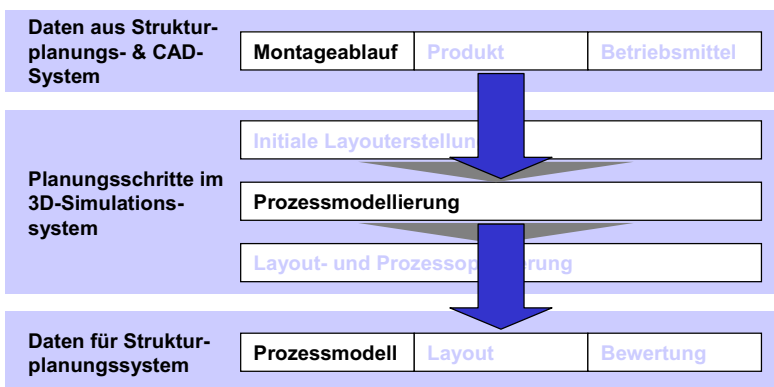 Daten aus Struktur-
planungs- & CAD-
System
Montageablauf Produkt Betriebsmittel
Initiale Layouterstellun
Planungsschritte im
3D-Simulations-
system
Prozessmodellierung
Layout- und Prozessop erung
Daten für Struktur-
planungssystem
Prozessmodell Layout Bewertung